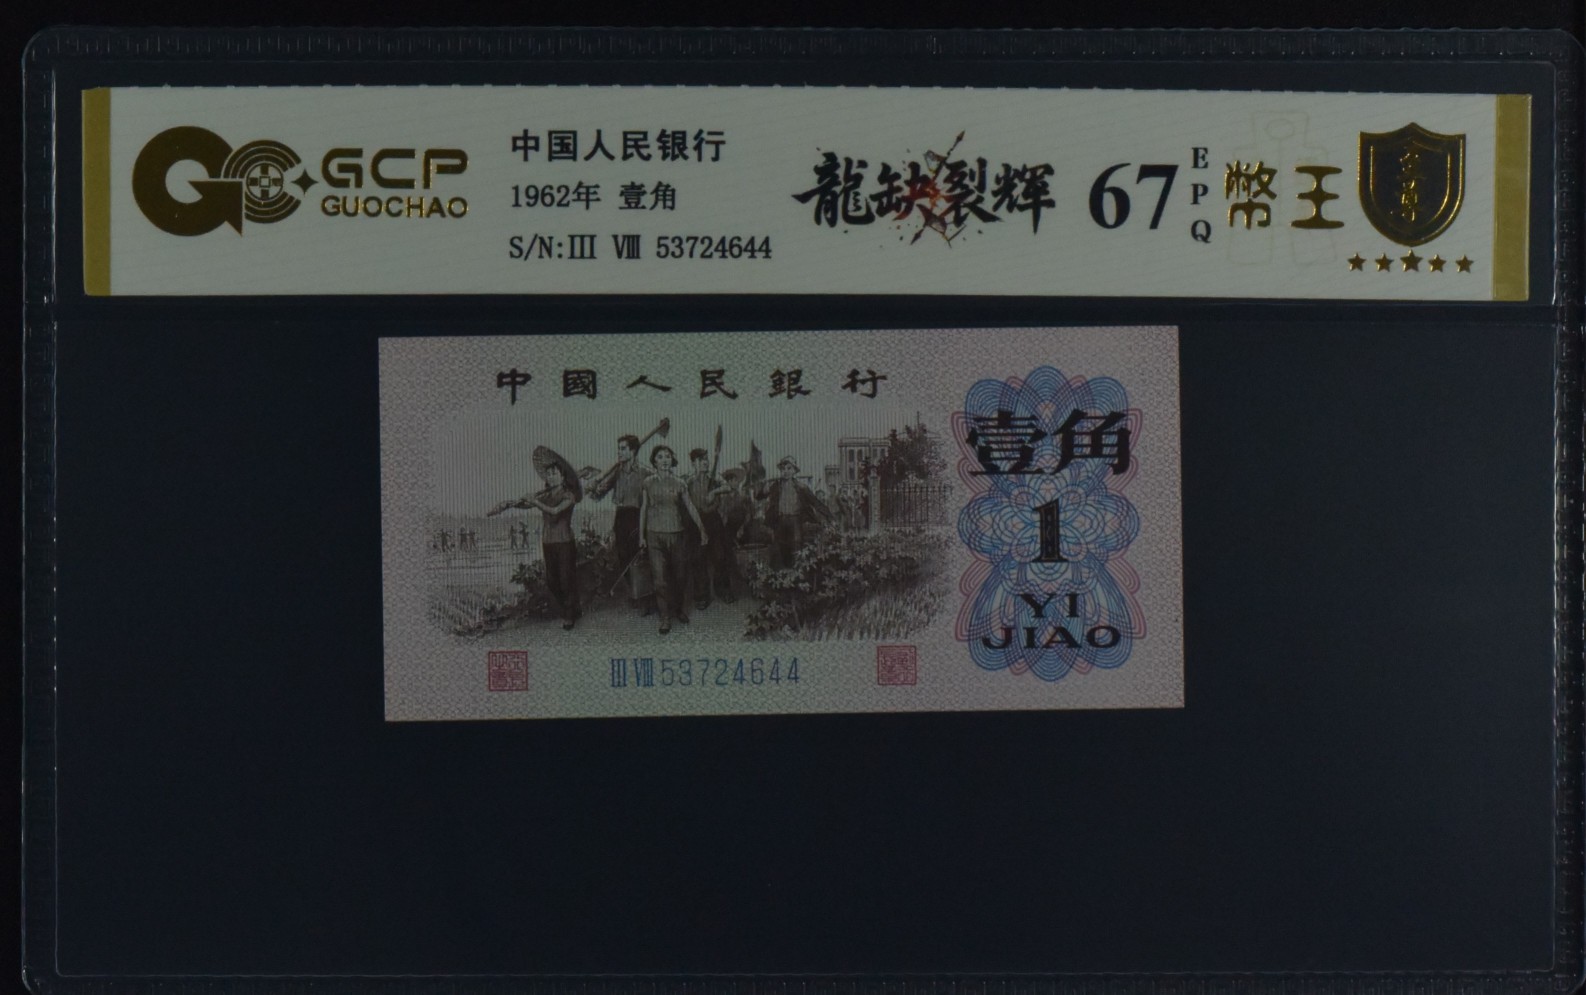 GCP
GUOCHAO
中国人民银行
1962年 壹角
S/N:III VIII 53724644
龍缺裂辉
67
EPQ
幣王
★★★★★
中國人民銀行
壹角
1
YI
JIAO
III VIII 53724644